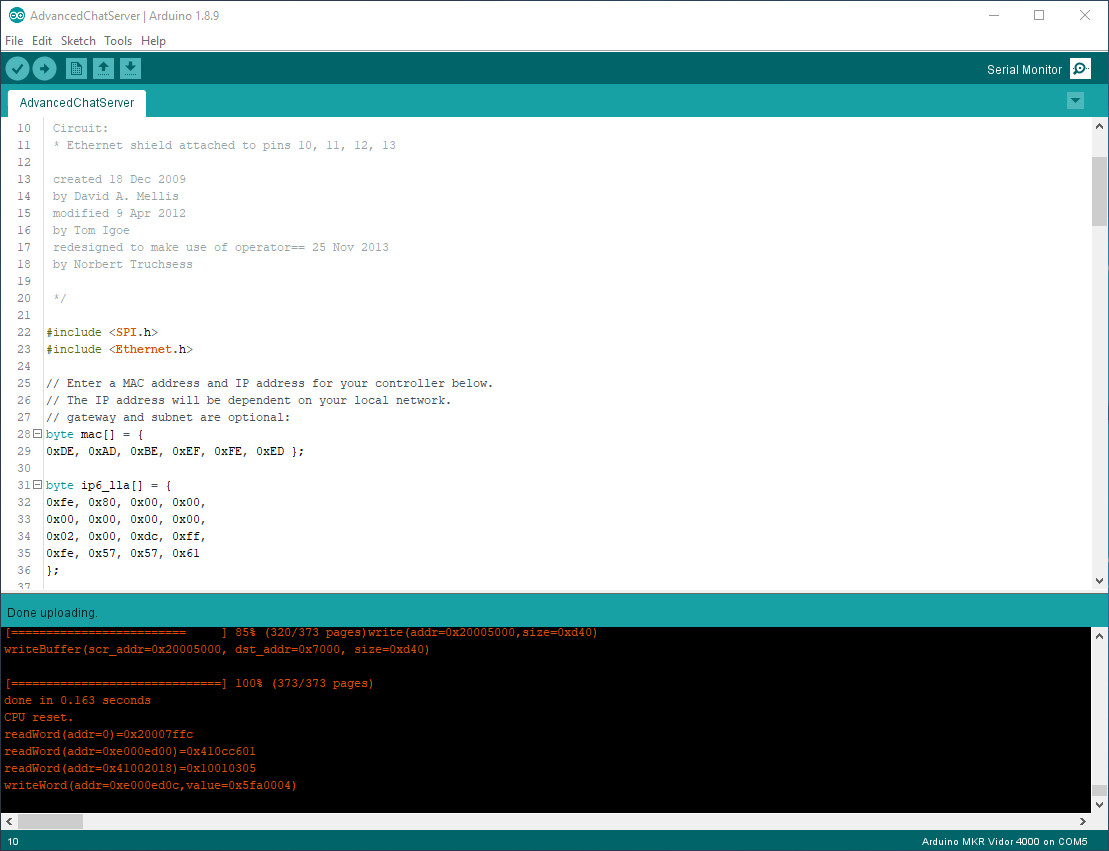 AdvancedChatServer | Arduino 1.8.9
File Edit Sketch Tools Help
Serial Monitor
AdvancedChatServer
10 Circuit:
11 * Ethernet shield attached to pins 10, 11, 12, 13
12
13 created 18 Dec 2009
14 by David A. Mellis
15 modified 9 Apr 2012
16 by Tom Igoe
17 redesigned to make use of operator== 25 Nov 2013
18 by Norbert Truchsess
19
20 */
21
22 #include <SPI.h>
23 #include <Ethernet.h>
24
25 // Enter a MAC address and IP address for your controller below.
26 // The IP address will be dependent on your local network.
27 // gateway and subnet are optional:
28 byte mac[] = {
29 0xDE, 0xAD, 0xBE, 0xEF, 0xFE, 0xED };
30
31 byte ip6_lla[] = {
32 0xfe, 0x80, 0x00, 0x00,
33 0x00, 0x00, 0x00, 0x00,
34 0x02, 0x00, 0xdc, 0xff,
35 0xfe, 0x57, 0x57, 0x61
36 };
37
Done uploading.
[========================= ] 85% (320/373 pages)write(addr=0x20005000,size=0xd40)
writeBuffer(scr_addr=0x20005000, dst_addr=0x7000, size=0xd40)
[==============================] 100% (373/373 pages)
done in 0.163 seconds
CPU reset.
readWord(addr=0)=0x20007ffc
readWord(addr=0xe000ed00)=0x410cc601
readWord(addr=0x41002018)=0x10010305
writeWord(addr=0xe000ed0c,value=0x5fa0004)
10
Arduino MKR Vidor 4000 on COM5